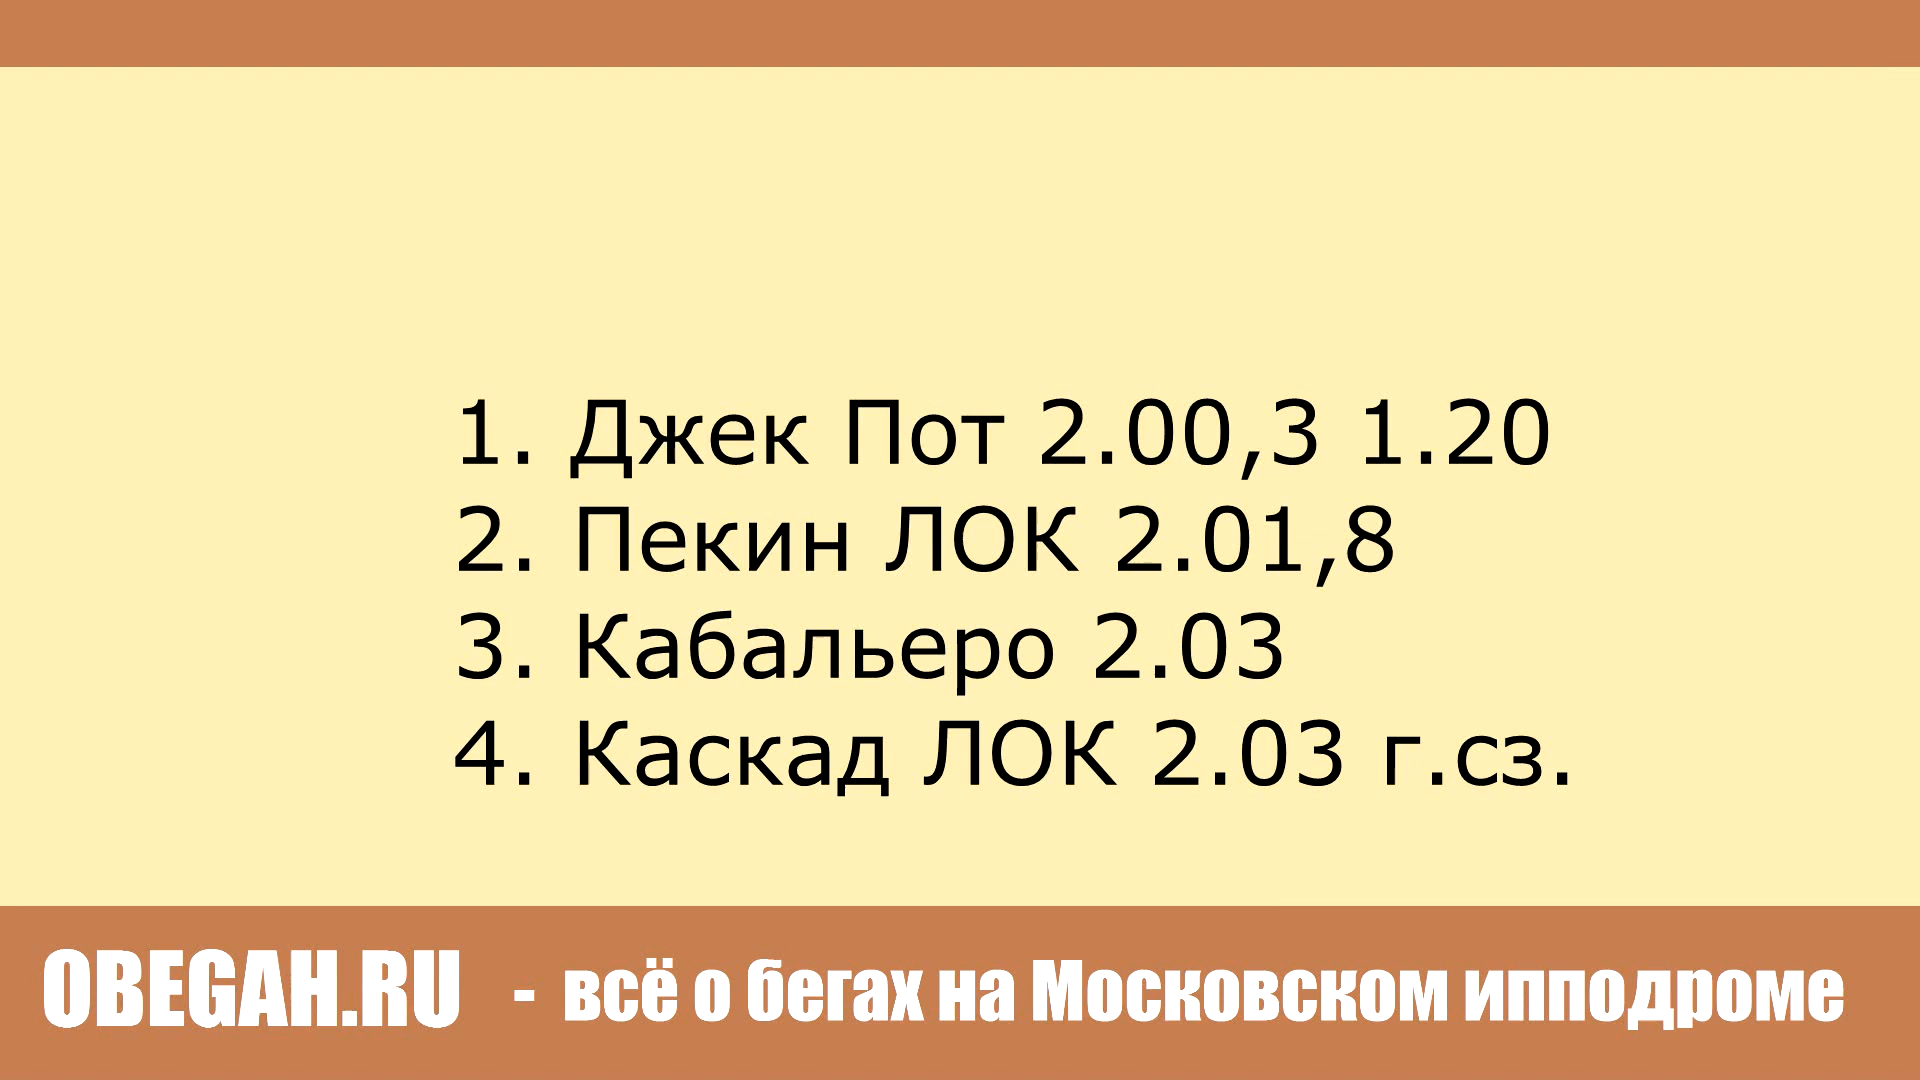 1. Джек Пот 2.00,3 1.20
2. Пекин ЛОК 2.01,8
3. Кабальеро 2.03
4. Каскад ЛОК 2.03 г.сз.
OBEGAH.RU - всё о бегах на Московском ипподроме